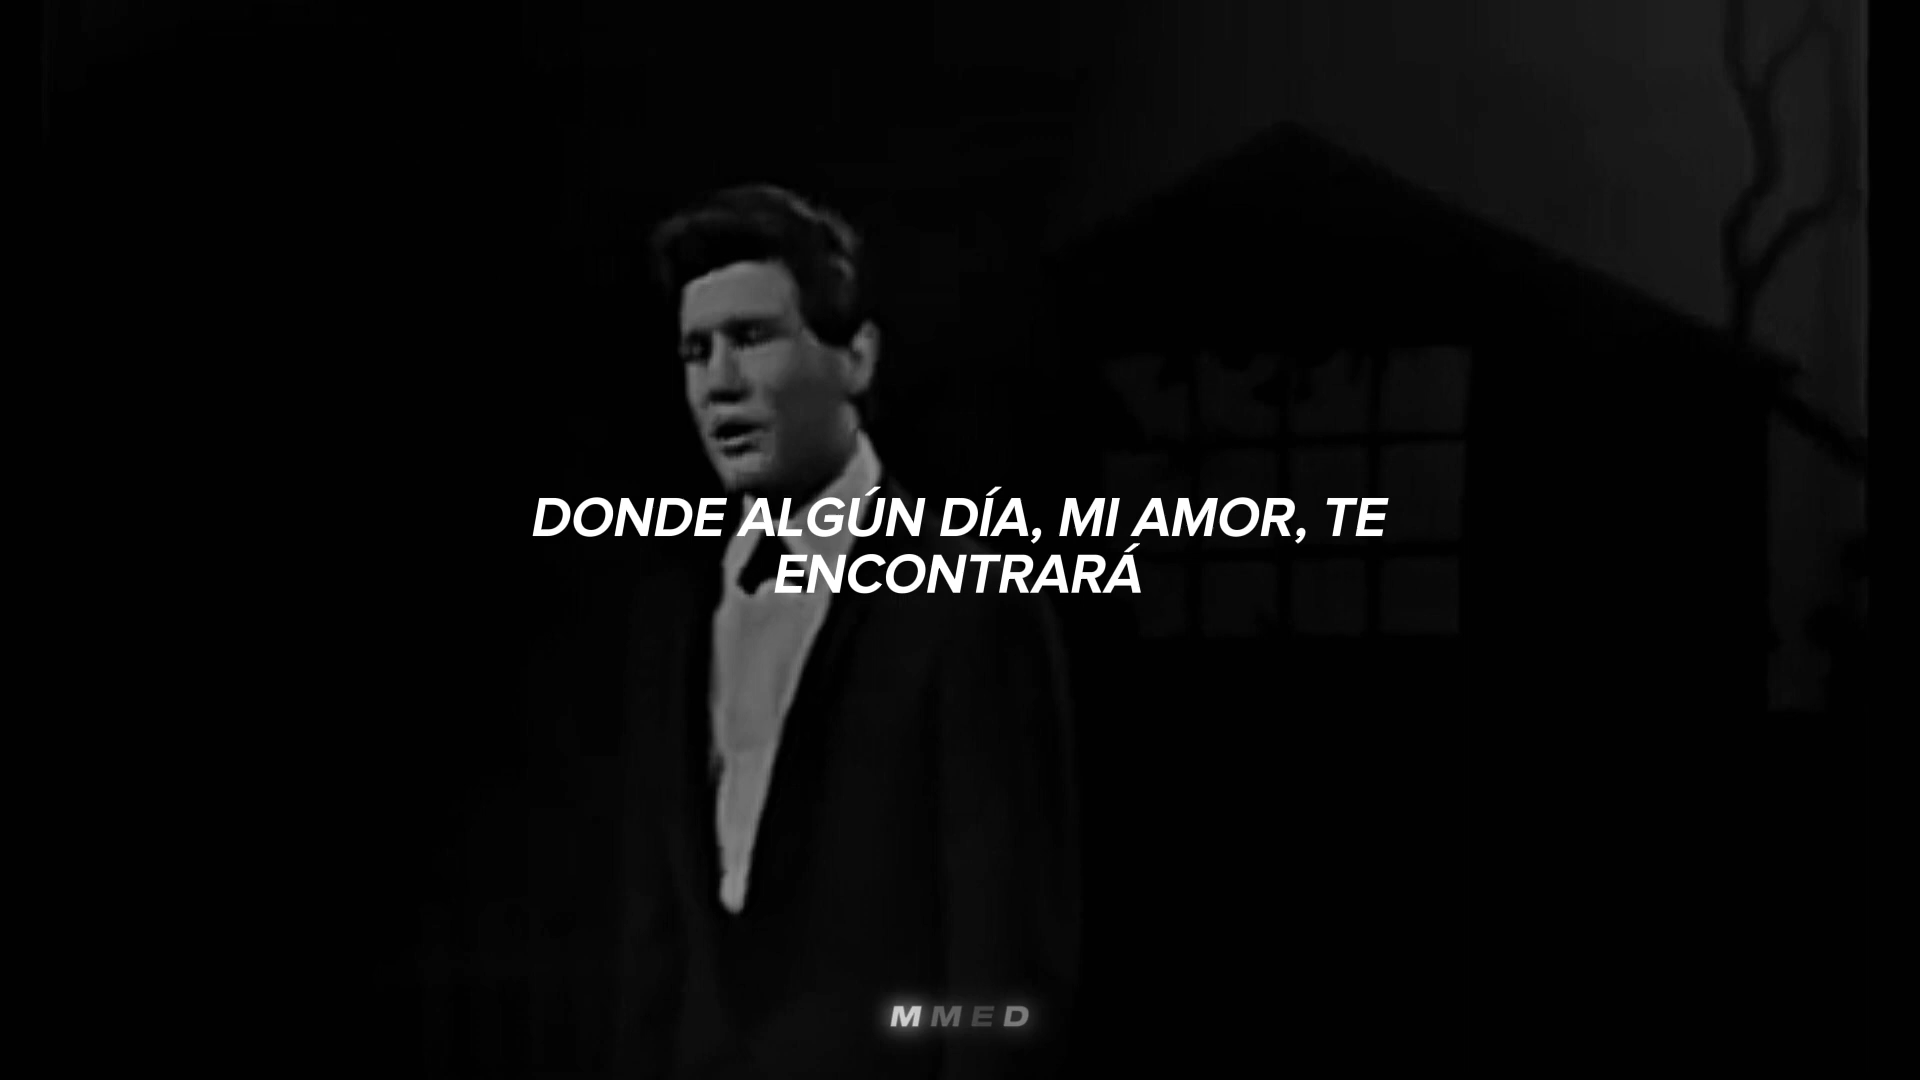 DONDE ALGÚN DÍA, MI AMOR, TE
ENCONTRARÁ
MMED